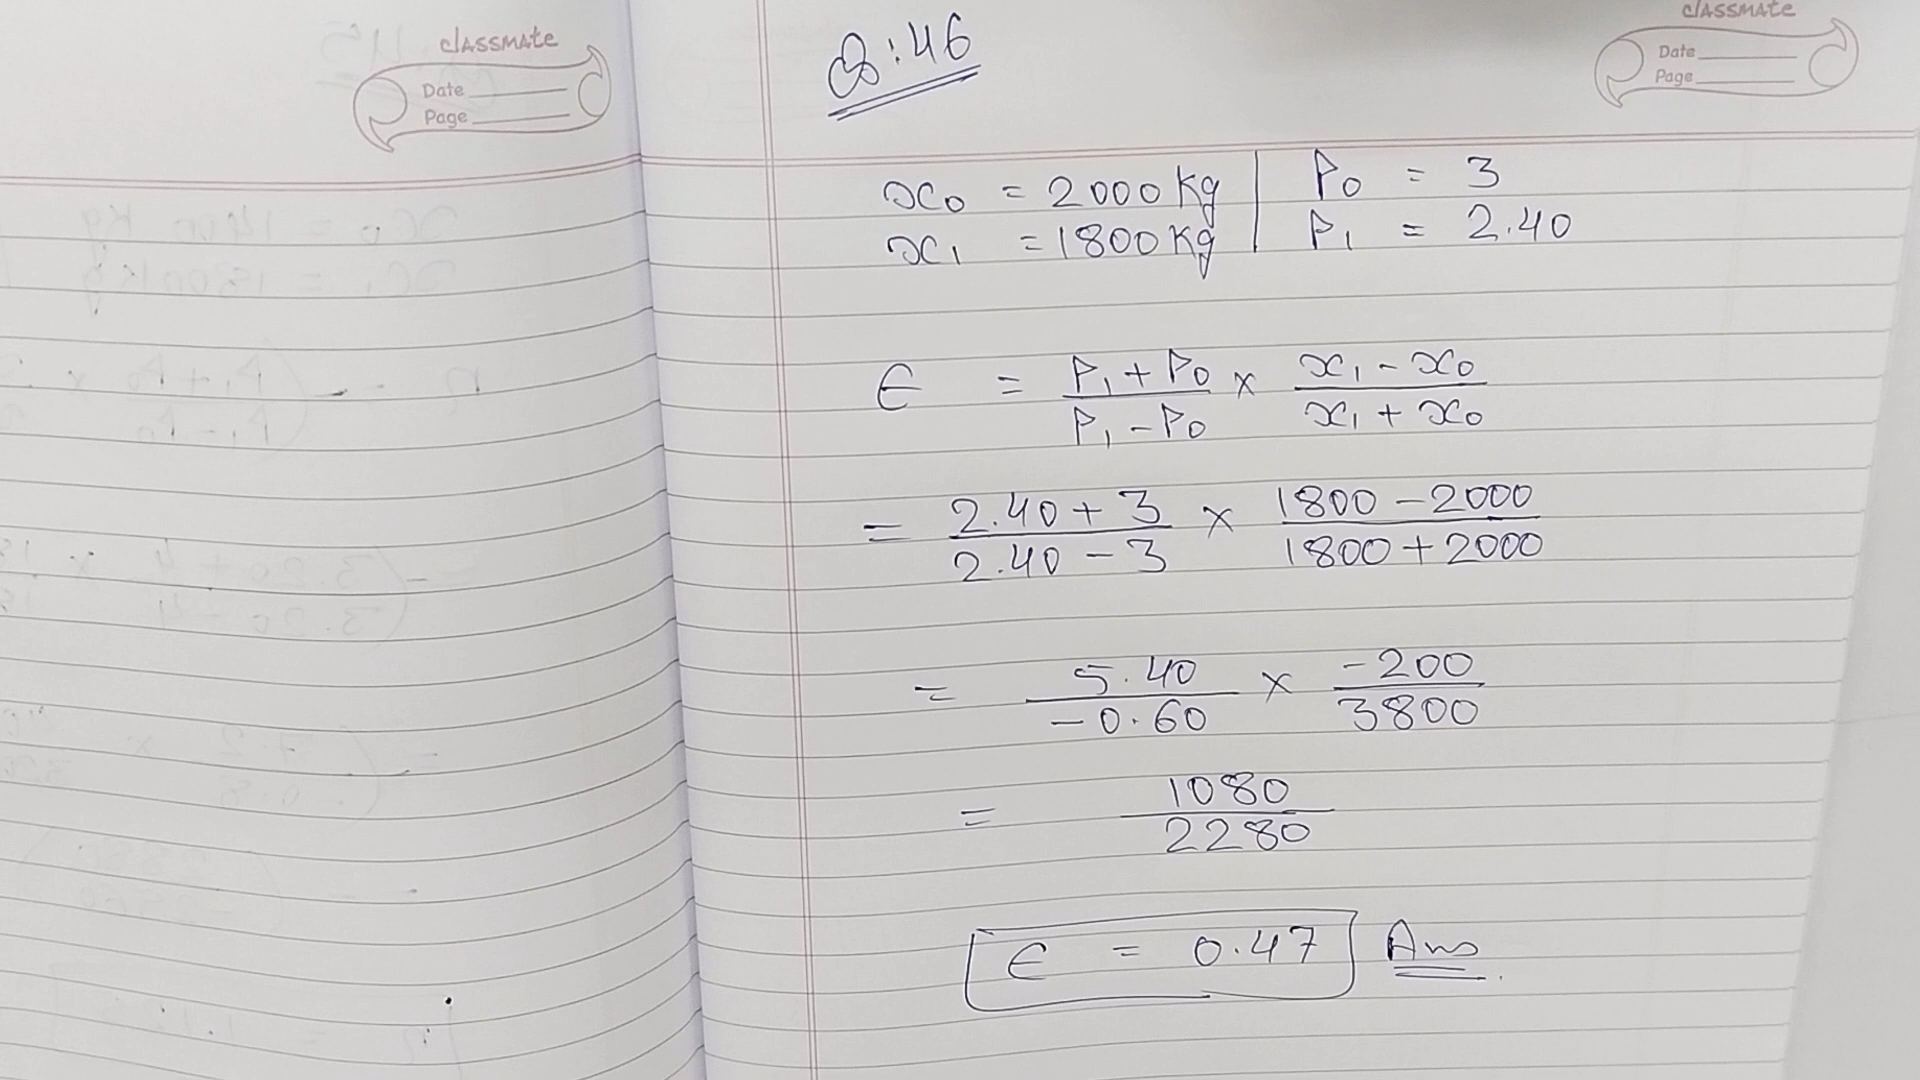 classmate
Date
Page
Q:46
classmate
Date
Page
x₀ = 2000 Kg | P₀ = 3
x₁ = 1800 Kg | P₁ = 2.40
ϵ = P₁ + P₀ / P₁ - P₀ × x₁ - x₀ / x₁ + x₀
= 2.40 + 3 / 2.40 - 3 × 1800 - 2000 / 1800 + 2000
= 5.40 / -0.60 × -200 / 3800
= 1080 / 2280
ϵ = 0.47 Ans.